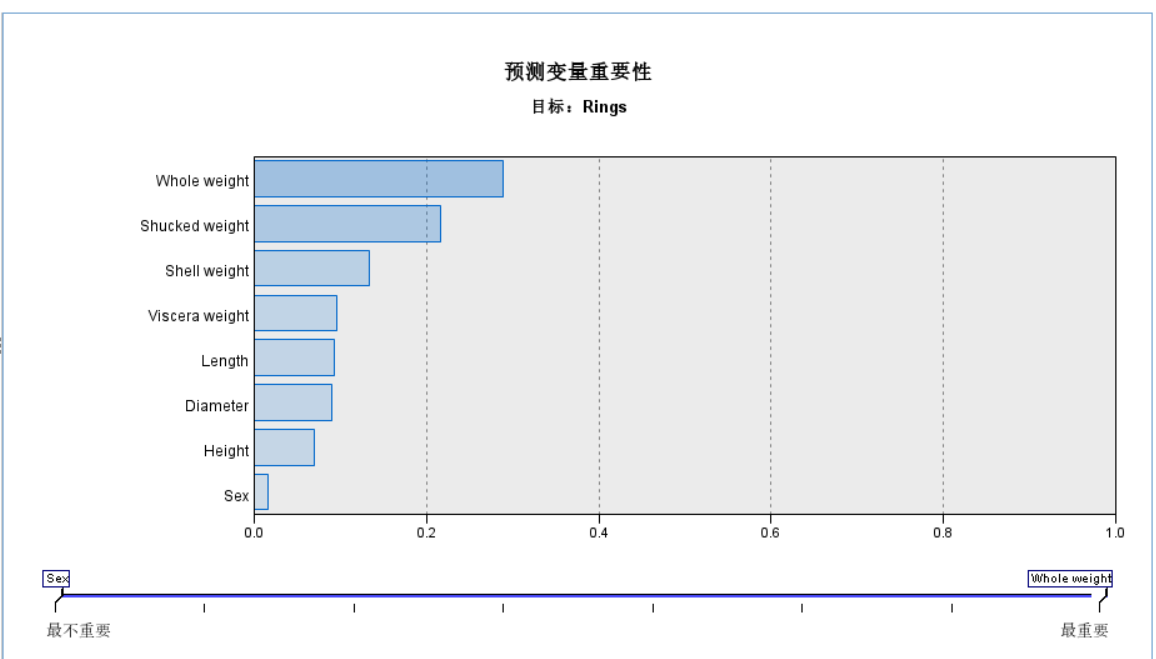 预测变量重要性
目标：Rings
Whole weight
Shucked weight
Shell weight
Viscera weight
Length
Diameter
Height
Sex
0.0 0.2 0.4 0.6 0.8 1.0
Sex Whole weight
最不重要 最重要